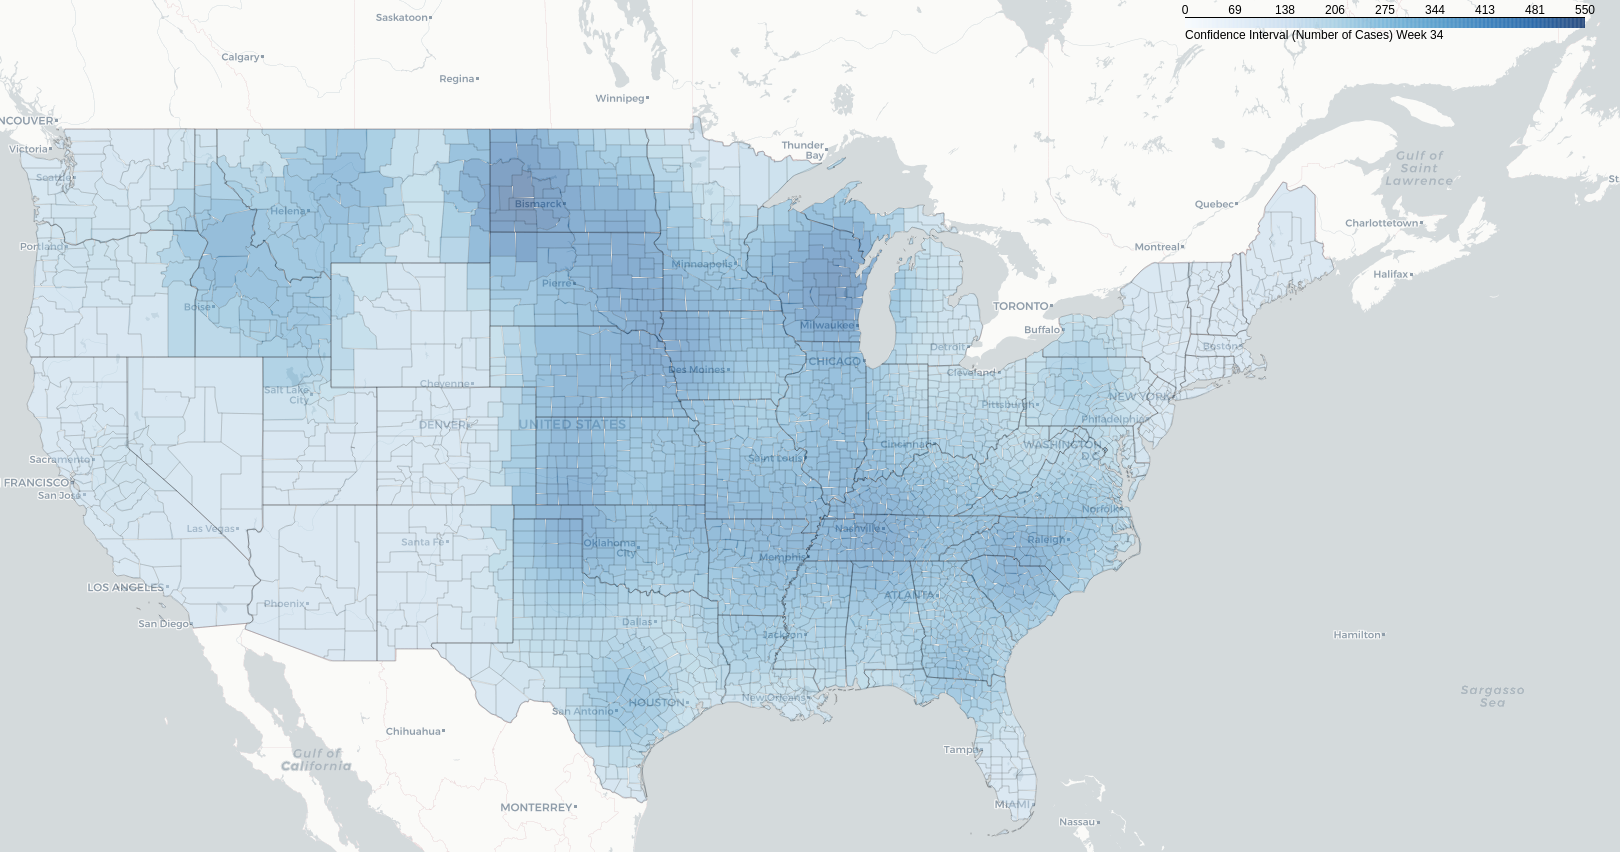 0 69 138 206 275 344 413 481 550
Confidence Interval (Number of Cases) Week 34
Saskatoon
Calgary
Regina
Winnipeg
NCOUVER
Victoria
Seattle
Thunder
Bay
Gulf of
Saint
Lawrence
St
Bismarck
Helena
Quebec
Charlottetown
Portland
Montreal
Minneapolis
Halifax
Pierre
Boise
TORONTO
Milwaukee
Buffalo
Detroit
Boston
CHICAGO
Des Moines
Cleveland
Cheyenne
Salt Lake
City
NEW YORK
Pittsburgh
Philadelphia
DENVER
UNITED STATES
Cincinnati
WASHINGTON
D.C.
Sacramento
Saint Louis
FRANCISCO
San Jose
Norfolk
Las Vegas
Nashville
Santa Fe
Oklahoma
City
Raleigh
Memphis
LOS ANGELES
ATLANTA
Phoenix
San Diego
Dallas
Jackson
Hamilton
Sargasso
Sea
New Orleans
HOUSTON
San Antonio
Chihuahua
Tampa
Gulf of
California
MIAMI
MONTERREY
Nassau